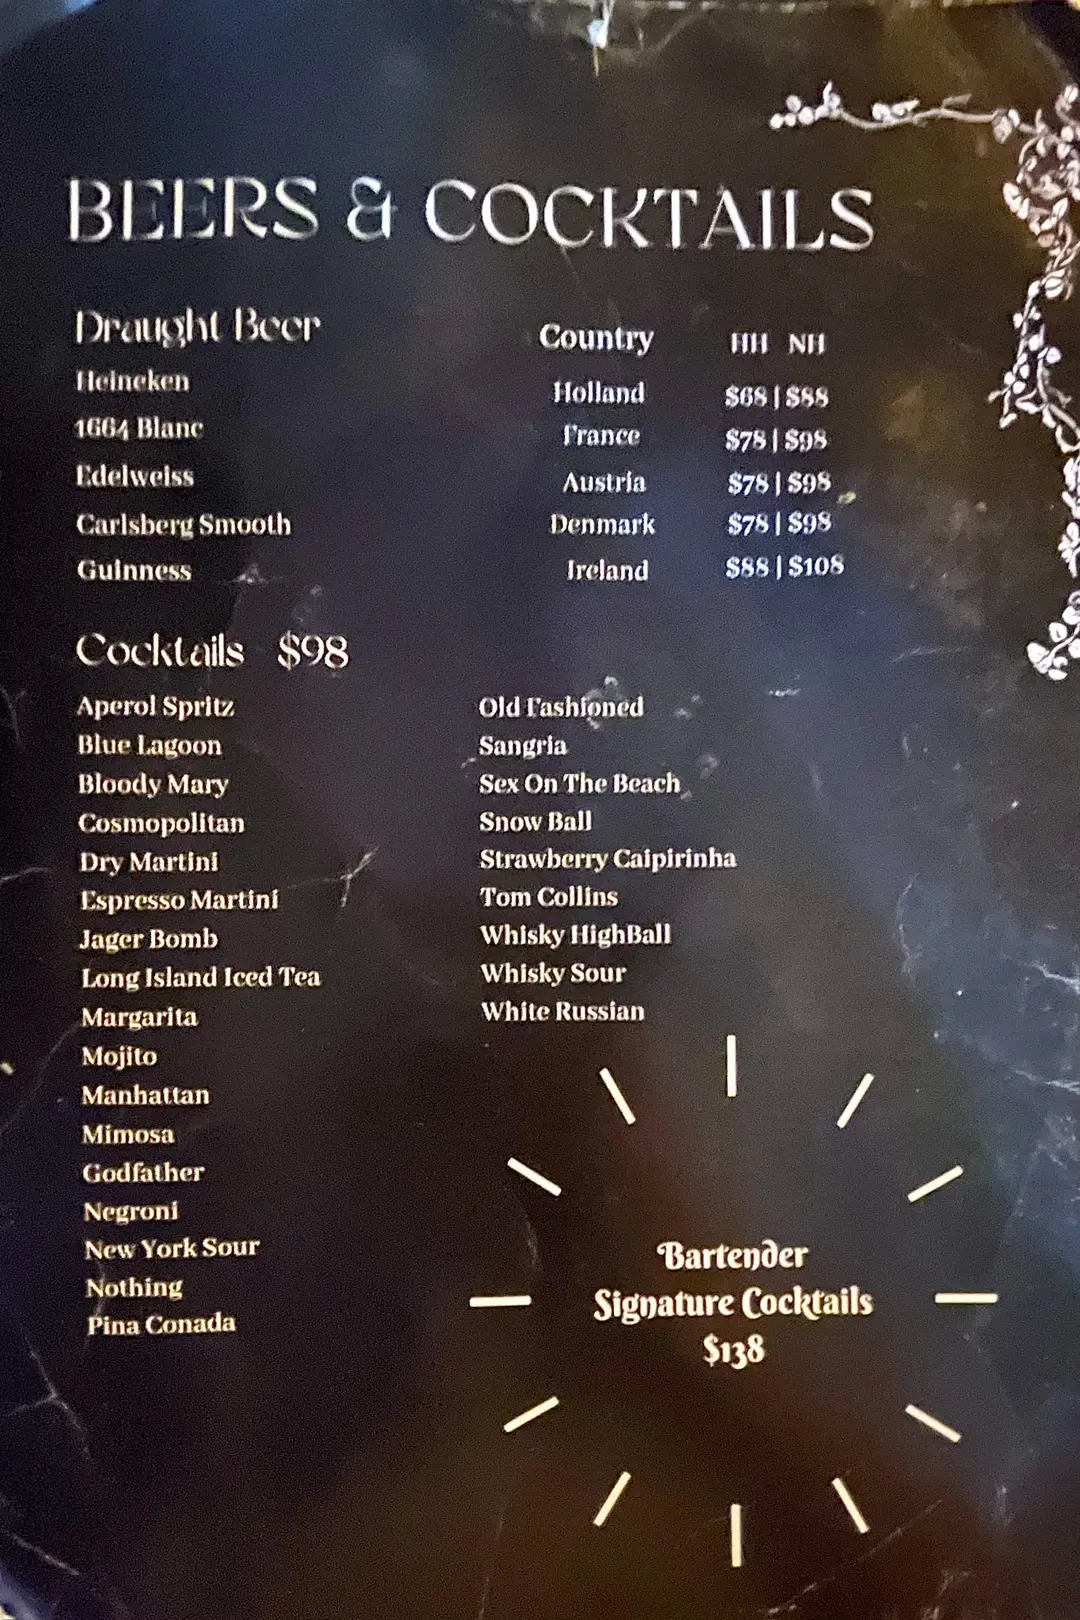 BEERS & COCKTAILS
Draught Beer Country HH NH
Heineken Holland $68 | $88
1664 Blanc France $78 | $98
Edelweiss Austria $78 | $98
Carlsberg Smooth Denmark $78 | $98
Guinness Ireland $88 | $108
Cocktails $98
Aperol Spritz
Blue Lagoon
Bloody Mary
Cosmopolitan
Dry Martini
Espresso Martini
Jager Bomb
Long Island Iced Tea
Margarita
Mojito
Manhattan
Mimosa
Godfather
Negroni
New York Sour
Nothing
Pina Conada
Old Fashioned
Sangria
Sex On The Beach
Snow Ball
Strawberry Caipirinha
Tom Collins
Whisky HighBall
Whisky Sour
White Russian
Bartender
Signature Cocktails
$138